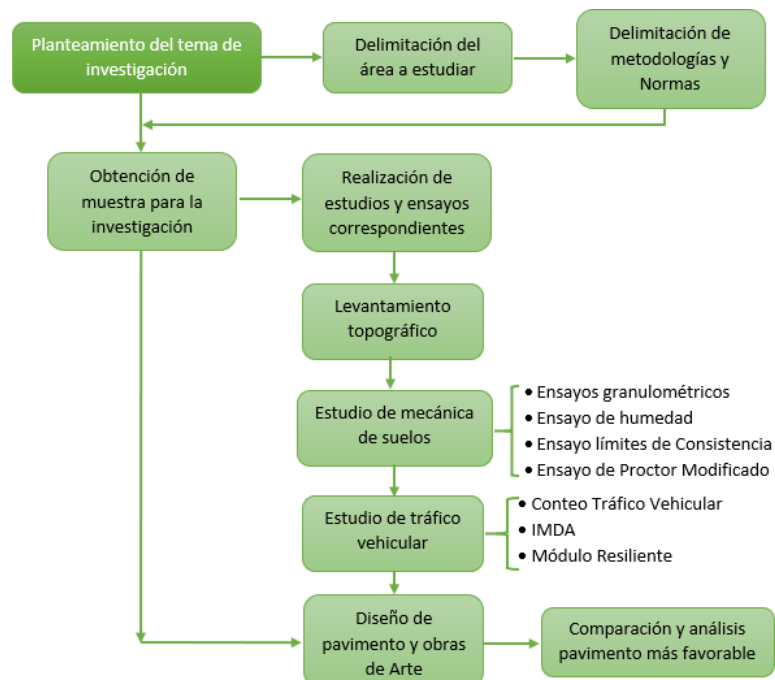 Planteamiento del tema de
investigación
Delimitación del
área a estudiar
Delimitación de
metodologías y
Normas
Obtención de
muestra para la
investigación
Realización de
estudios y ensayos
correspondientes
Levantamiento
topográfico
Estudio de mecánica
de suelos
• Ensayos granulométricos
• Ensayo de humedad
• Ensayo límites de Consistencia
• Ensayo de Proctor Modificado
Estudio de tráfico
vehicular
• Conteo Tráfico Vehicular
• IMDA
• Módulo Resiliente
Diseño de
pavimento y obras
de Arte
Comparación y análisis
pavimento más favorable